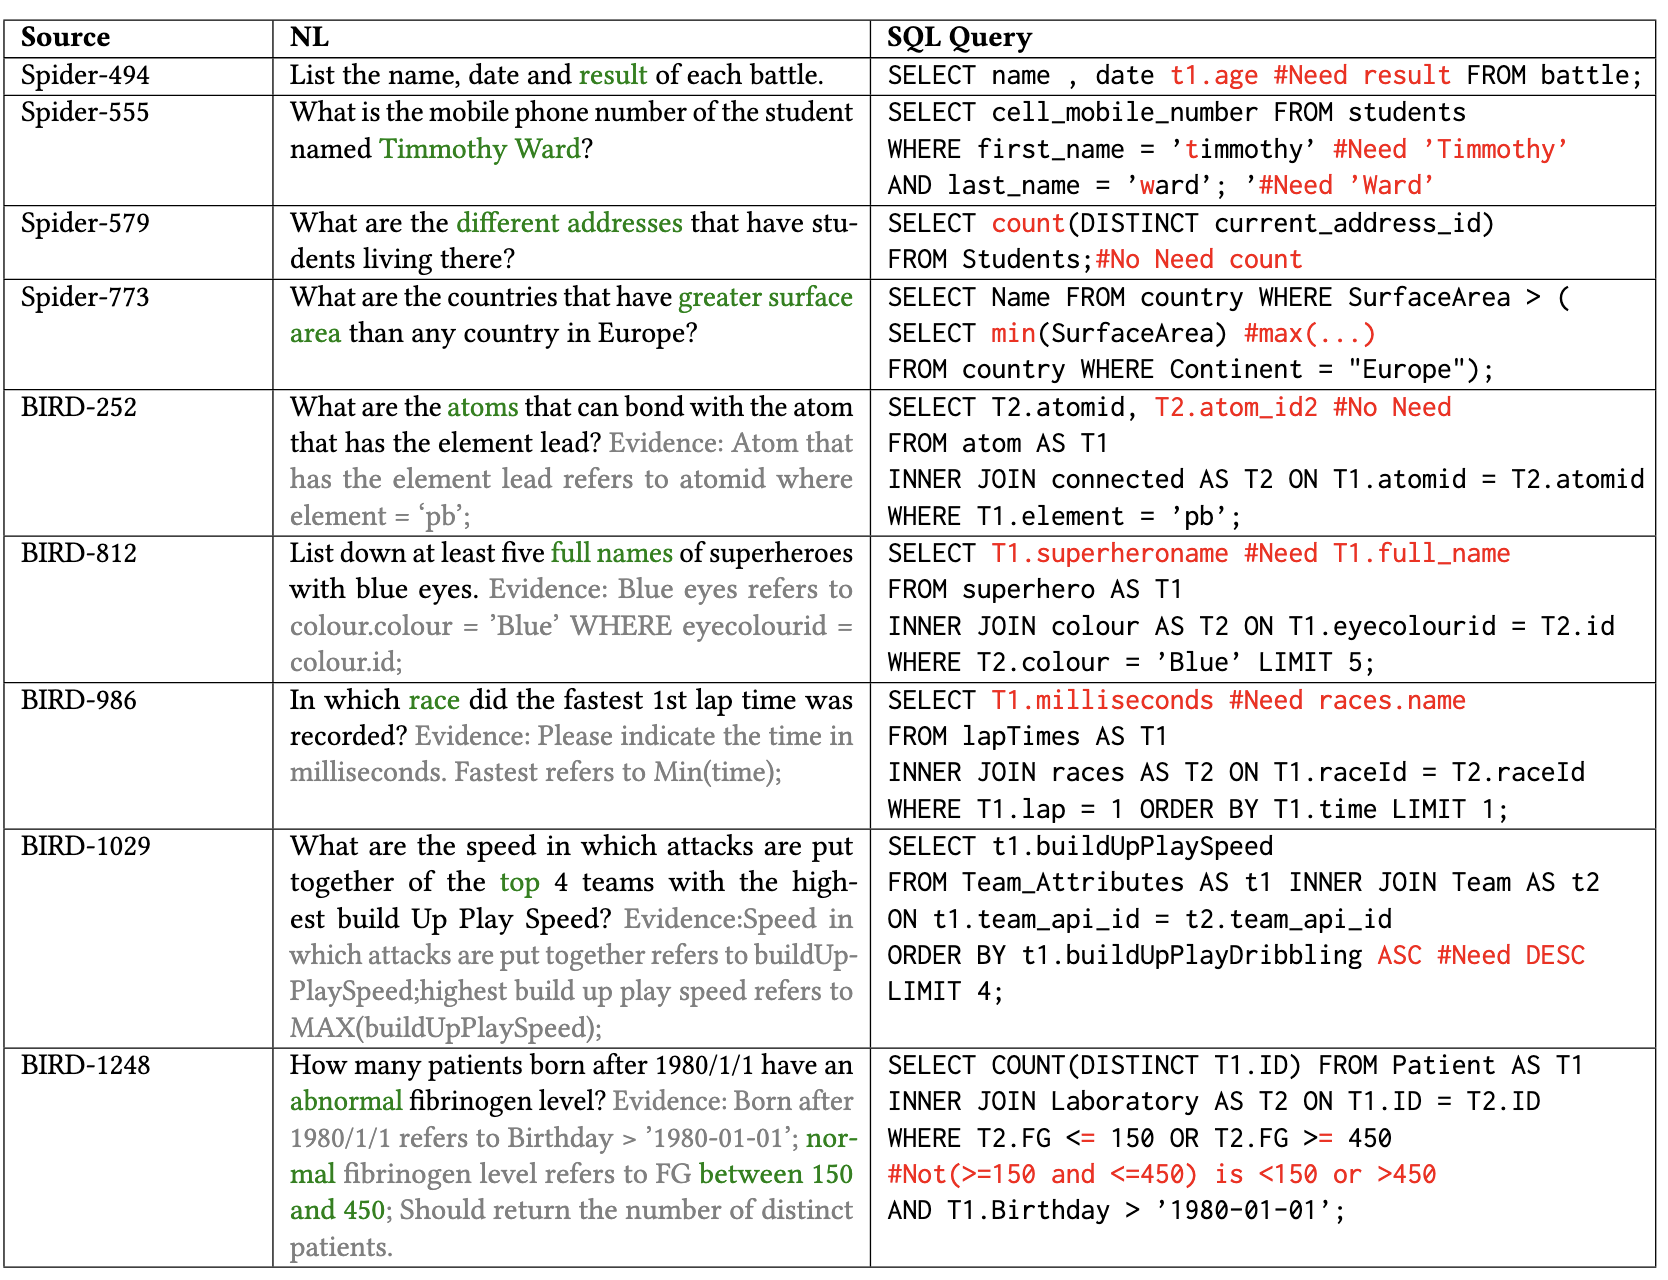 Source NL SQL Query
Spider-494 List the name, date and result of each battle. SELECT name , date t1.age #Need result FROM battle;
Spider-555 What is the mobile phone number of the student SELECT cell_mobile_number FROM students
named Timmothy Ward? WHERE first_name = ’timmothy’ #Need ’Timmothy’
AND last_name = ’ward’; ’#Need ’Ward’
Spider-579 What are the different addresses that have stu- SELECT count(DISTINCT current_address_id)
dents living there? FROM Students;#No Need count
Spider-773 What are the countries that have greater surface SELECT Name FROM country WHERE SurfaceArea > (
area than any country in Europe? SELECT min(SurfaceArea) #max(...)
FROM country WHERE Continent = "Europe");
BIRD-252 What are the atoms that can bond with the atom SELECT T2.atomid, T2.atom_id2 #No Need
that has the element lead? Evidence: Atom that FROM atom AS T1
has the element lead refers to atomid where INNER JOIN connected AS T2 ON T1.atomid = T2.atomid
element = ‘pb’; WHERE T1.element = ’pb’;
BIRD-812 List down at least five full names of superheroes SELECT T1.superheroname #Need T1.full_name
with blue eyes. Evidence: Blue eyes refers to FROM superhero AS T1
colour.colour = ’Blue’ WHERE eyecolourid = INNER JOIN colour AS T2 ON T1.eyecolourid = T2.id
colour.id; WHERE T2.colour = ’Blue’ LIMIT 5;
BIRD-986 In which race did the fastest 1st lap time was SELECT T1.milliseconds #Need races.name
recorded? Evidence: Please indicate the time in FROM lapTimes AS T1
milliseconds. Fastest refers to Min(time); INNER JOIN races AS T2 ON T1.raceId = T2.raceId
WHERE T1.lap = 1 ORDER BY T1.time LIMIT 1;
BIRD-1029 What are the speed in which attacks are put SELECT t1.buildUpPlaySpeed
together of the top 4 teams with the high- FROM Team_Attributes AS t1 INNER JOIN Team AS t2
est build Up Play Speed? Evidence:Speed in ON t1.team_api_id = t2.team_api_id
which attacks are put together refers to buildUp- ORDER BY t1.buildUpPlayDribbling ASC #Need DESC
PlaySpeed;highest build up play speed refers to LIMIT 4;
MAX(buildUpPlaySpeed);
BIRD-1248 How many patients born after 1980/1/1 have an SELECT COUNT(DISTINCT T1.ID) FROM Patient AS T1
abnormal fibrinogen level? Evidence: Born after INNER JOIN Laboratory AS T2 ON T1.ID = T2.ID
1980/1/1 refers to Birthday > ’1980-01-01’; nor- WHERE T2.FG <= 150 OR T2.FG >= 450
mal fibrinogen level refers to FG between 150 #Not(>=150 and <=450) is <150 or >450
and 450; Should return the number of distinct AND T1.Birthday > ’1980-01-01’;
patients.